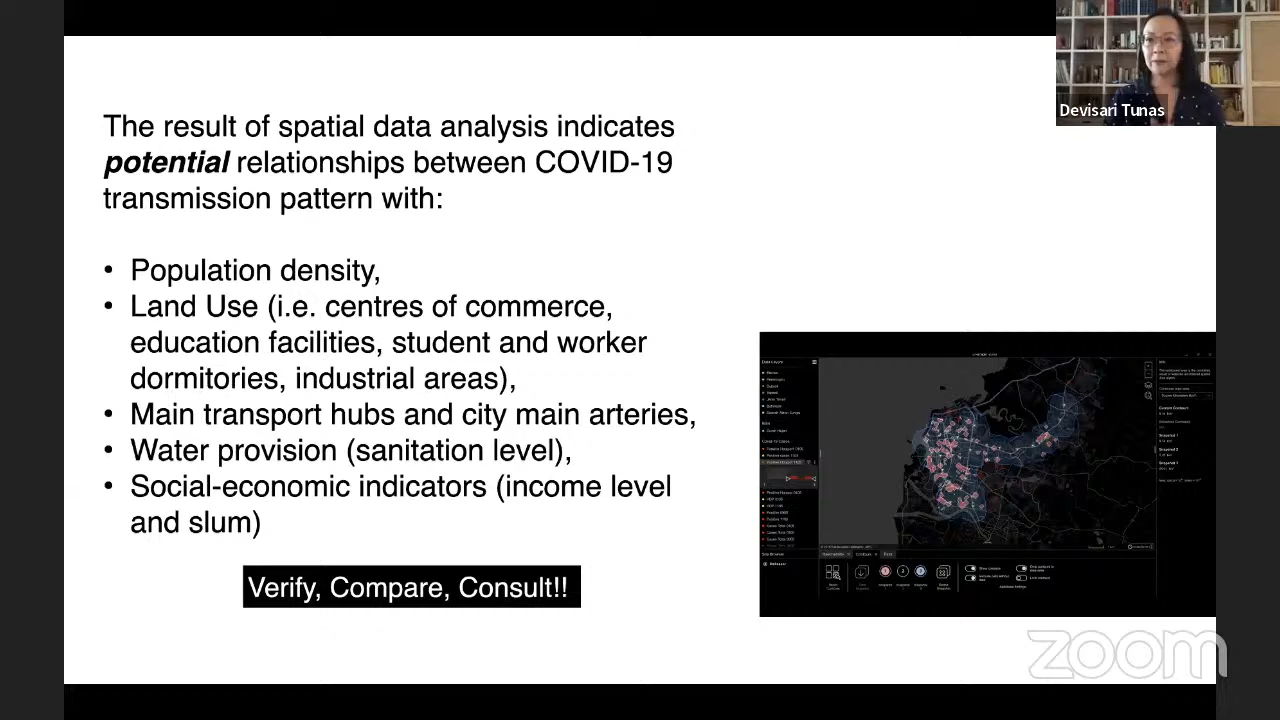 Devisari Tunas
The result of spatial data analysis indicates
potential relationships between COVID-19
transmission pattern with:
• Population density,
• Land Use (i.e. centres of commerce,
education facilities, student and worker
dormitories, industrial areas),
• Main transport hubs and city main arteries,
• Water provision (sanitation level),
• Social-economic indicators (income level
and slum)
Verify, Compare, Consult!!
zoom